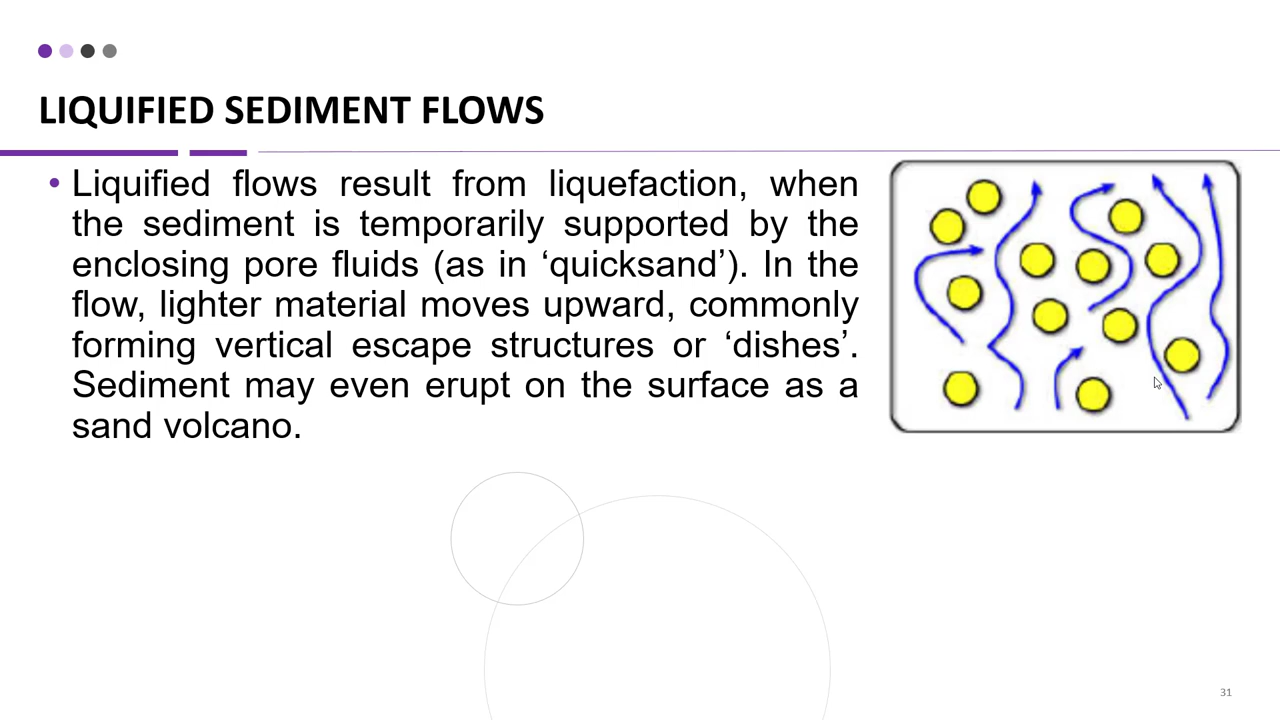 LIQUIFIED SEDIMENT FLOWS
• Liquified flows result from liquefaction, when
the sediment is temporarily supported by the
enclosing pore fluids (as in ‘quicksand’). In the
flow, lighter material moves upward, commonly
forming vertical escape structures or ‘dishes’.
Sediment may even erupt on the surface as a
sand volcano.
31